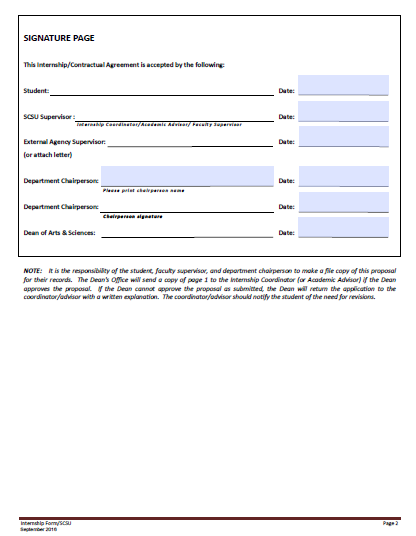 SIGNATURE PAGE
This Internship/Contractual Agreement is accepted by the following:
Student: Date:
SCSU Supervisor : Date:
Internship Coordinator/Academic Advisor/ Faculty Supervisor
External Agency Supervisor: Date:
(or attach letter)
Department Chairperson: Date:
Please print chairperson name
Department Chairperson: Date:
Chairperson signature
Dean of Arts & Sciences: Date:
NOTE: It is the responsibility of the student, faculty supervisor, and department chairperson to make a file copy of this proposal
for their records. The Dean's Office will send a copy of page 1 to the Internship Coordinator (or Academic Advisor) if the Dean
approves the proposal. If the Dean cannot approve the proposal as submitted, the Dean will return the application to the
coordinator/advisor with a written explanation. The coordinator/advisor should notify the student of the need for revisions.
Internship Form/SCSU Page 2
September 2016